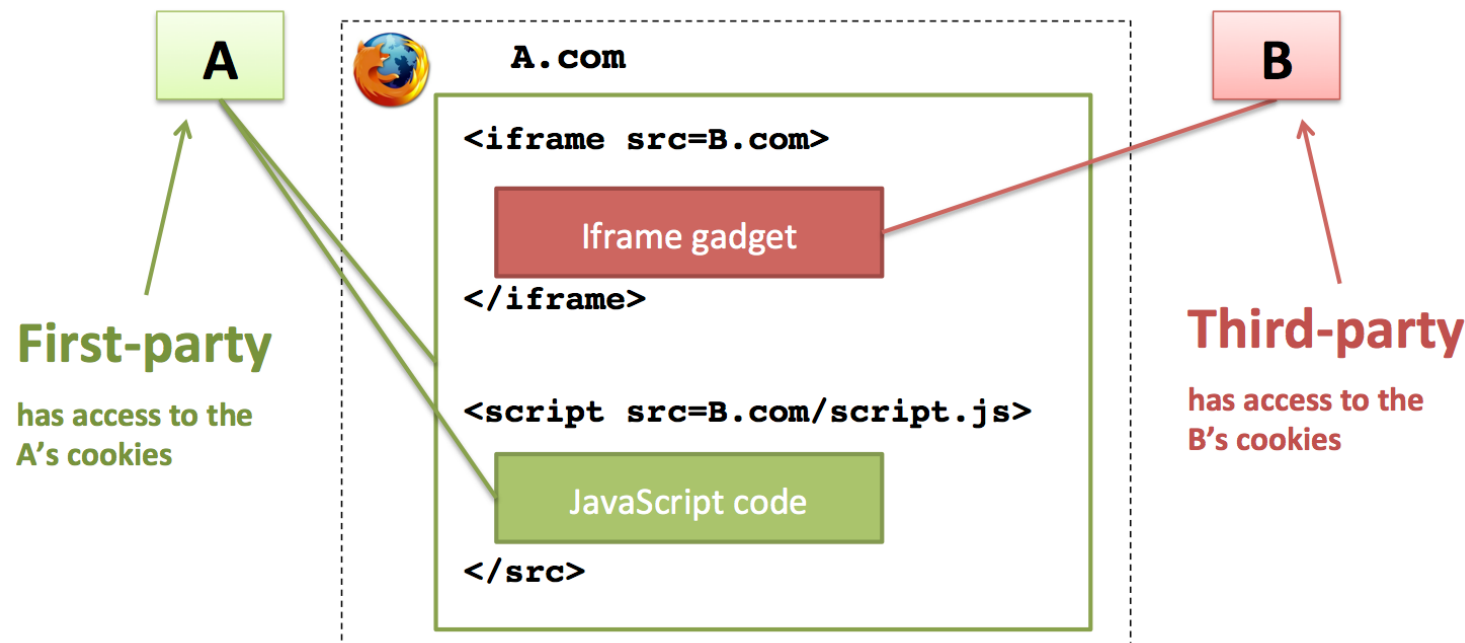 A
A.com
B
<iframe src=B.com>
Iframe gadget
</iframe>
First-party
has access to the
A's cookies
<script src=B.com/script.js>
JavaScript code
</src>
Third-party
has access to the
B's cookies